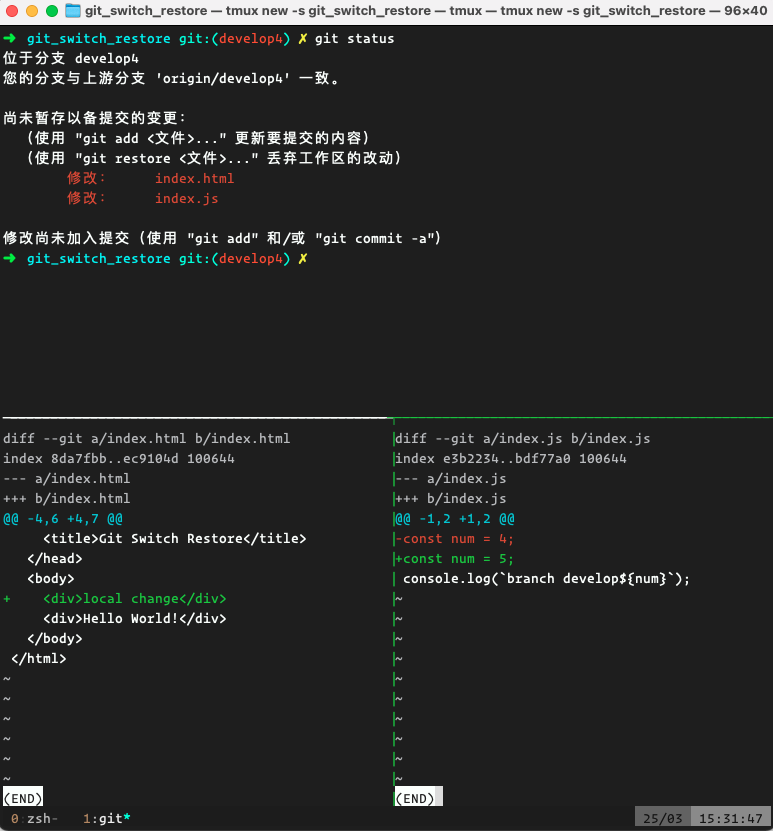 git_switch_restore — tmux new -s git_switch_restore — tmux — tmux new -s git_switch_restore — 96×40
➜ git_switch_restore git:(develop4) ✗ git status
位于分支 develop4
您的分支与上游分支 'origin/develop4' 一致。
尚未暂存以备提交的变更：
（使用 "git add <文件>..." 更新要提交的内容）
（使用 "git restore <文件>..." 丢弃工作区的改动）
修改： index.html
修改： index.js
修改尚未加入提交（使用 "git add" 和/或 "git commit -a"）
➜ git_switch_restore git:(develop4) ✗
diff --git a/index.html b/index.html
index 8da7fbb..ec9104d 100644
--- a/index.html
+++ b/index.html
@@ -4,6 +4,7 @@
<title>Git Switch Restore</title>
</head>
<body>
+ <div>local change</div>
<div>Hello World!</div>
</body>
</html>
~
~
~
~
~
~
(END)
diff --git a/index.js b/index.js
index e3b2234..bdf77a0 100644
--- a/index.js
+++ b/index.js
@@ -1,2 +1,2 @@
-const num = 4;
+const num = 5;
console.log(`branch develop${num}`);
~
~
~
~
~
~
~
~
~
~
(END)
0:zsh- 1:git* 25/03 15:31:47